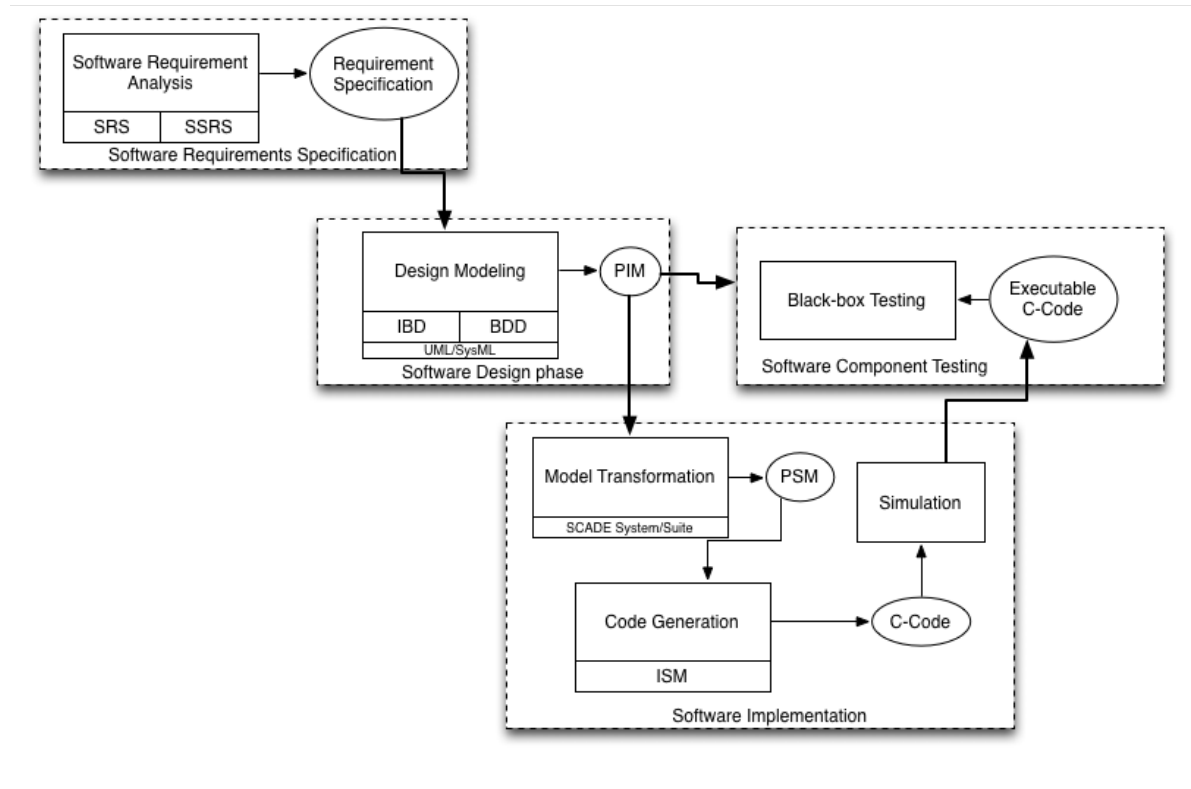 Software Requirement
Analysis
SRS
SSRS
Requirement
Specification
Software Requirements Specification
Design Modeling
IBD
BDD
UML/SysML
PIM
Software Design phase
Black-box Testing
Executable
C-Code
Software Component Testing
Model Transformation
SCADE System/Suite
PSM
Simulation
Code Generation
ISM
C-Code
Software Implementation